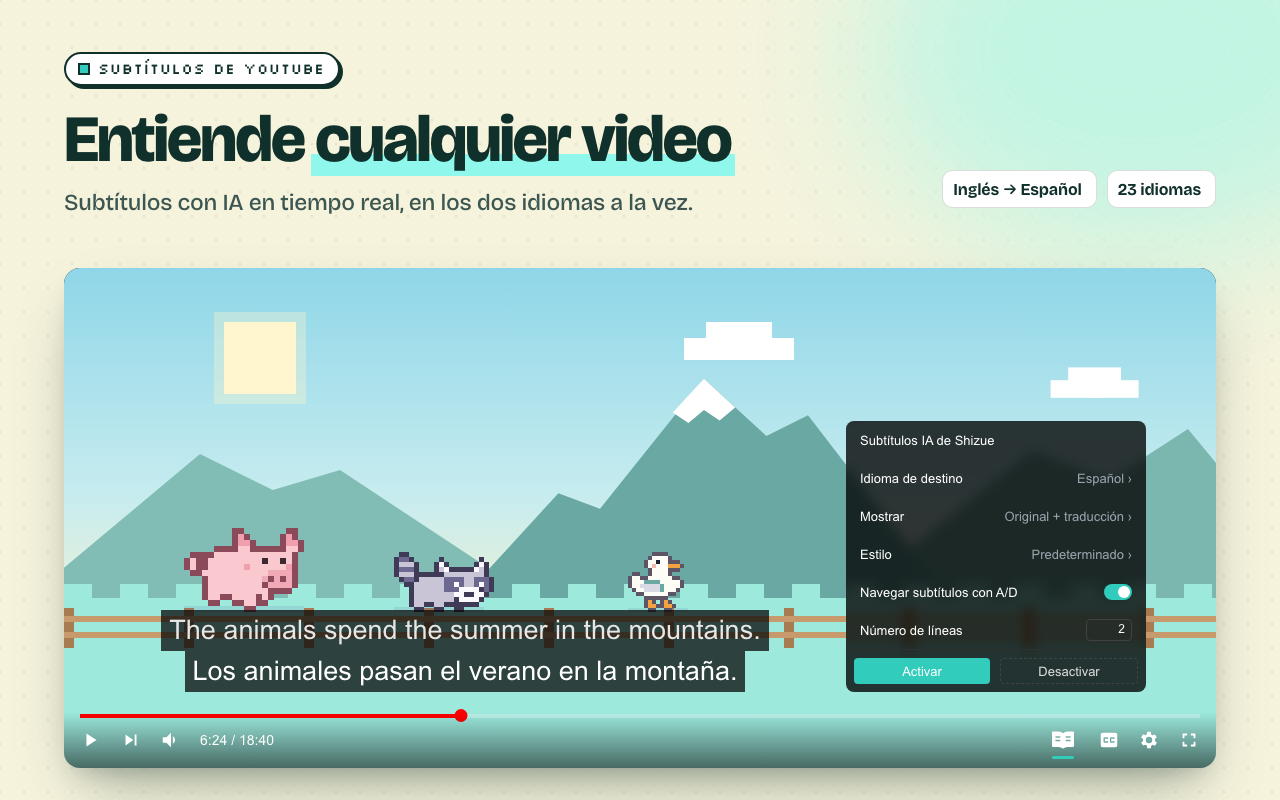 SUBTÍTULOS DE YOUTUBE
Entiende cualquier video
Subtítulos con IA en tiempo real, en los dos idiomas a la vez.
Inglés → Español
23 idiomas
Subtítulos IA de Shizue
Idioma de destino
Español ›
Mostrar
Original + traducción ›
Estilo
Predeterminado ›
Navegar subtítulos con A/D
Número de líneas
2
Activar
Desactivar
The animals spend the summer in the mountains.
Los animales pasan el verano en la montaña.
6:24 / 18:40
CC